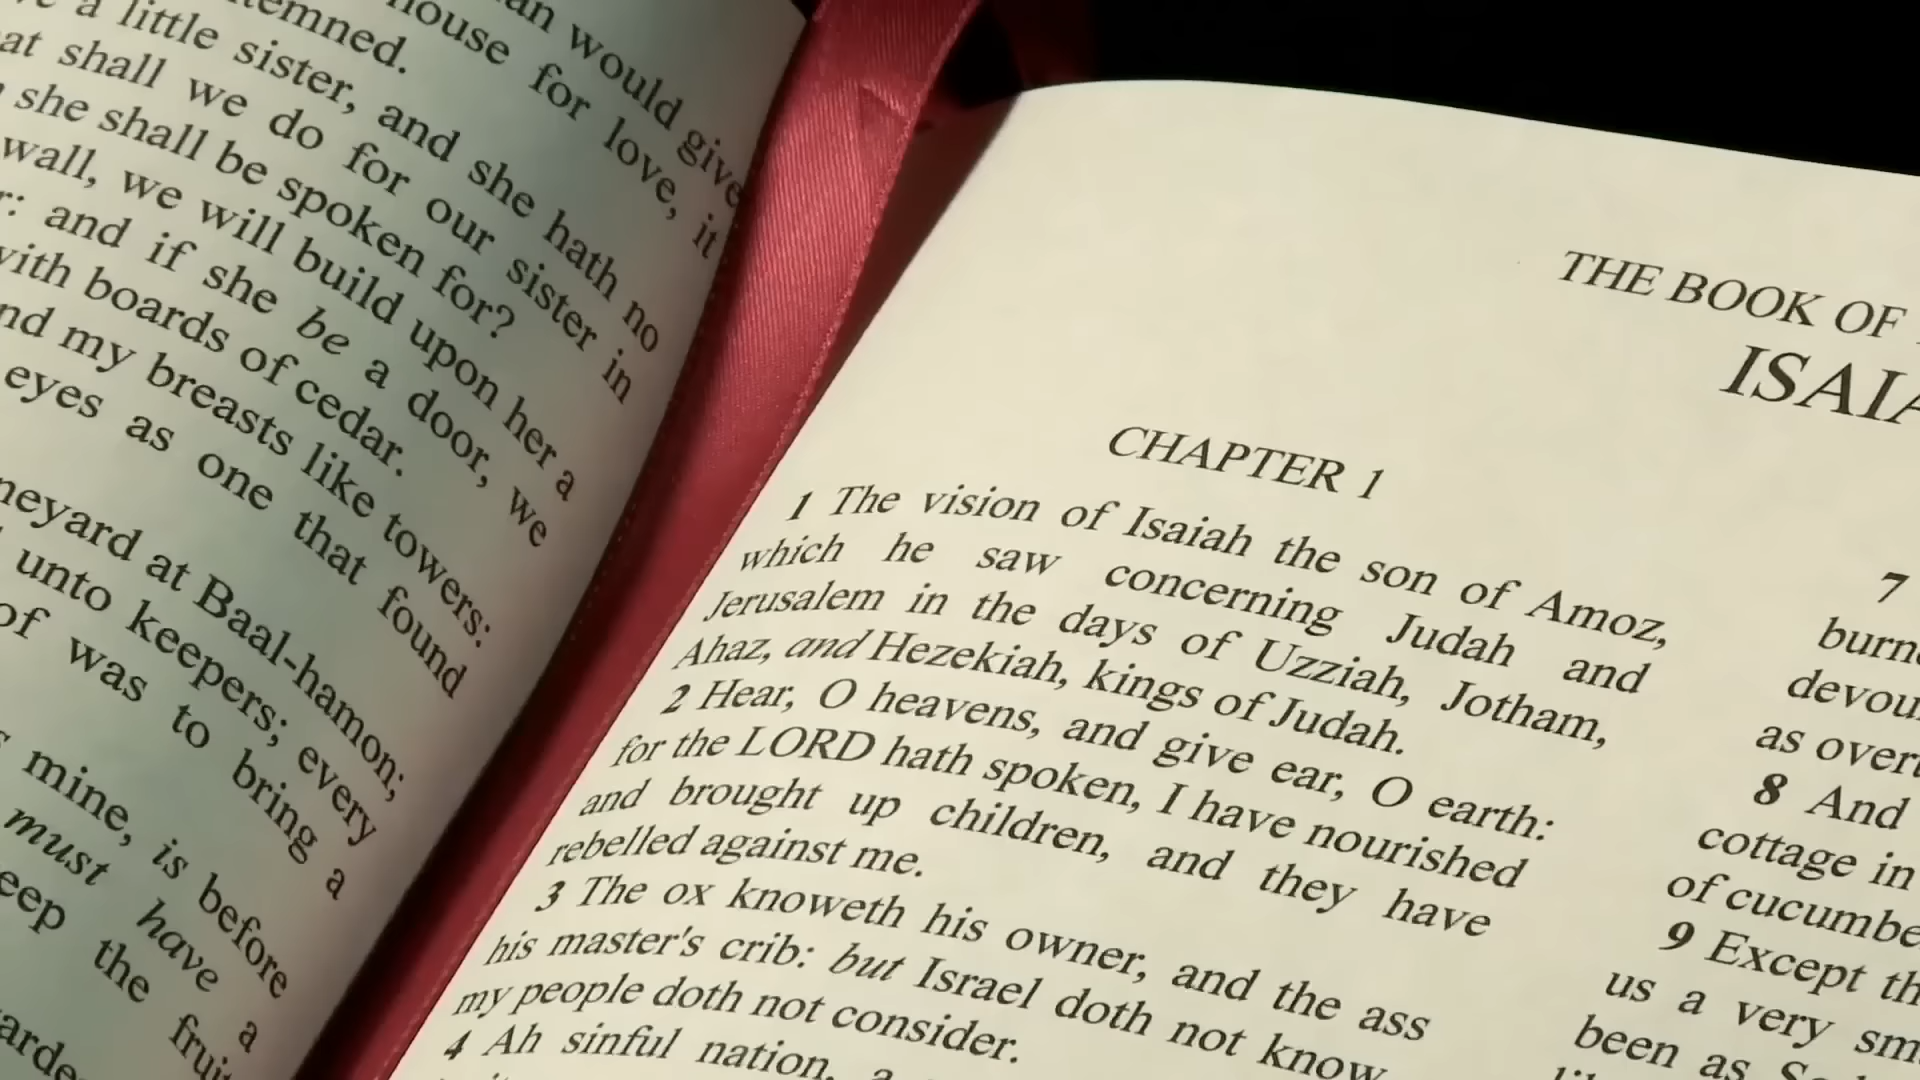 an would give
house for love, it
temned.
a little sister, and she hath no
at shall we do for our sister in
she shall be spoken for?
wall, we will build upon her a
r: and if she be a door, we
with boards of cedar.
nd my breasts like towers:
eyes as one that found
neyard at Baal-hamon;
unto keepers; every
of was to bring a
s mine, is before
must have a
eep the fruit
arde
THE BOOK OF
ISAIA
CHAPTER 1
1 The vision of Isaiah the son of Amoz,
which he saw concerning Judah and
Jerusalem in the days of Uzziah, Jotham,
Ahaz, and Hezekiah, kings of Judah.
2 Hear, O heavens, and give ear, O earth:
for the LORD hath spoken, I have nourished
and brought up children, and they have
rebelled against me.
3 The ox knoweth his owner, and the ass
his master's crib: but Israel doth not know,
my people doth not consider.
4 Ah sinful nation, a
7
burne
devou
as overt
8 And
cottage in
of cucumbe
9 Except th
us a very sm
been as So